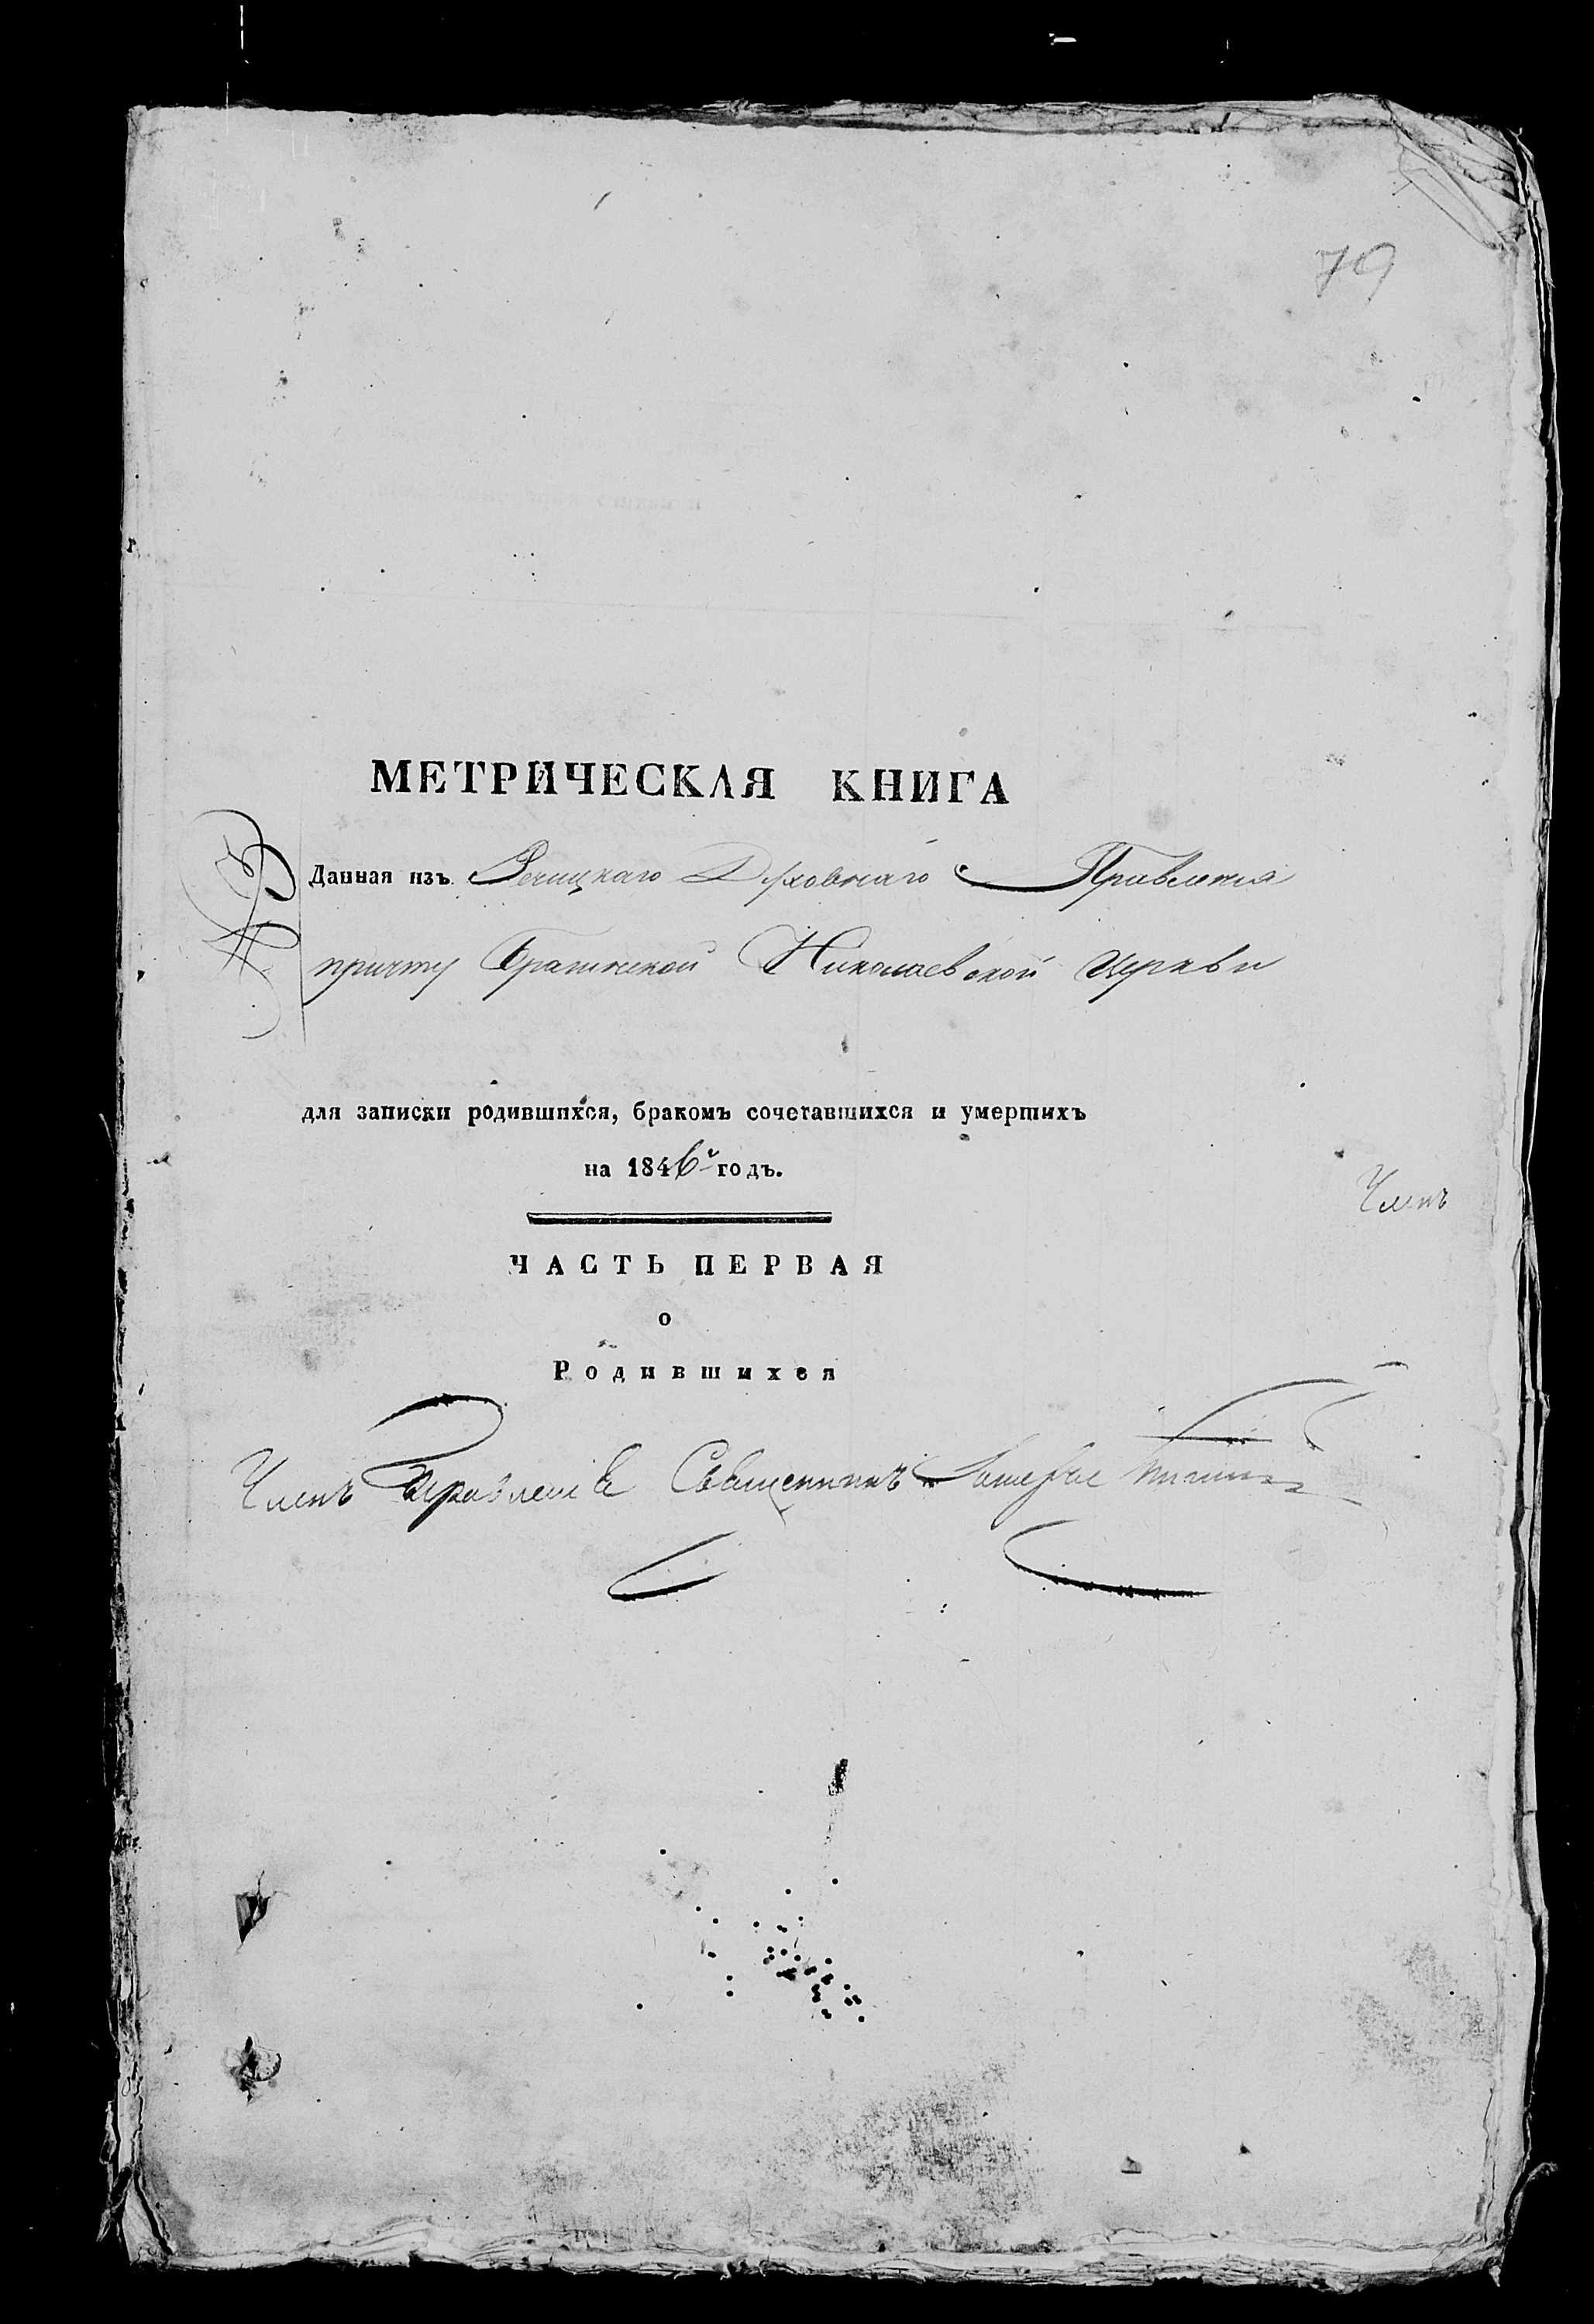 79
МЕТРИЧЕСКАЯ КНИГА
Данная изъ Речицкаго Духовнаго Правленія
причту Брагинской Николаевской Церкви
для записки родившихся, бракомъ сочетавшихся и умершихъ
на 1846й годъ.
Членъ
ЧАСТЬ ПЕРВАЯ
о
Родившихся
Членъ Правленія Священникъ